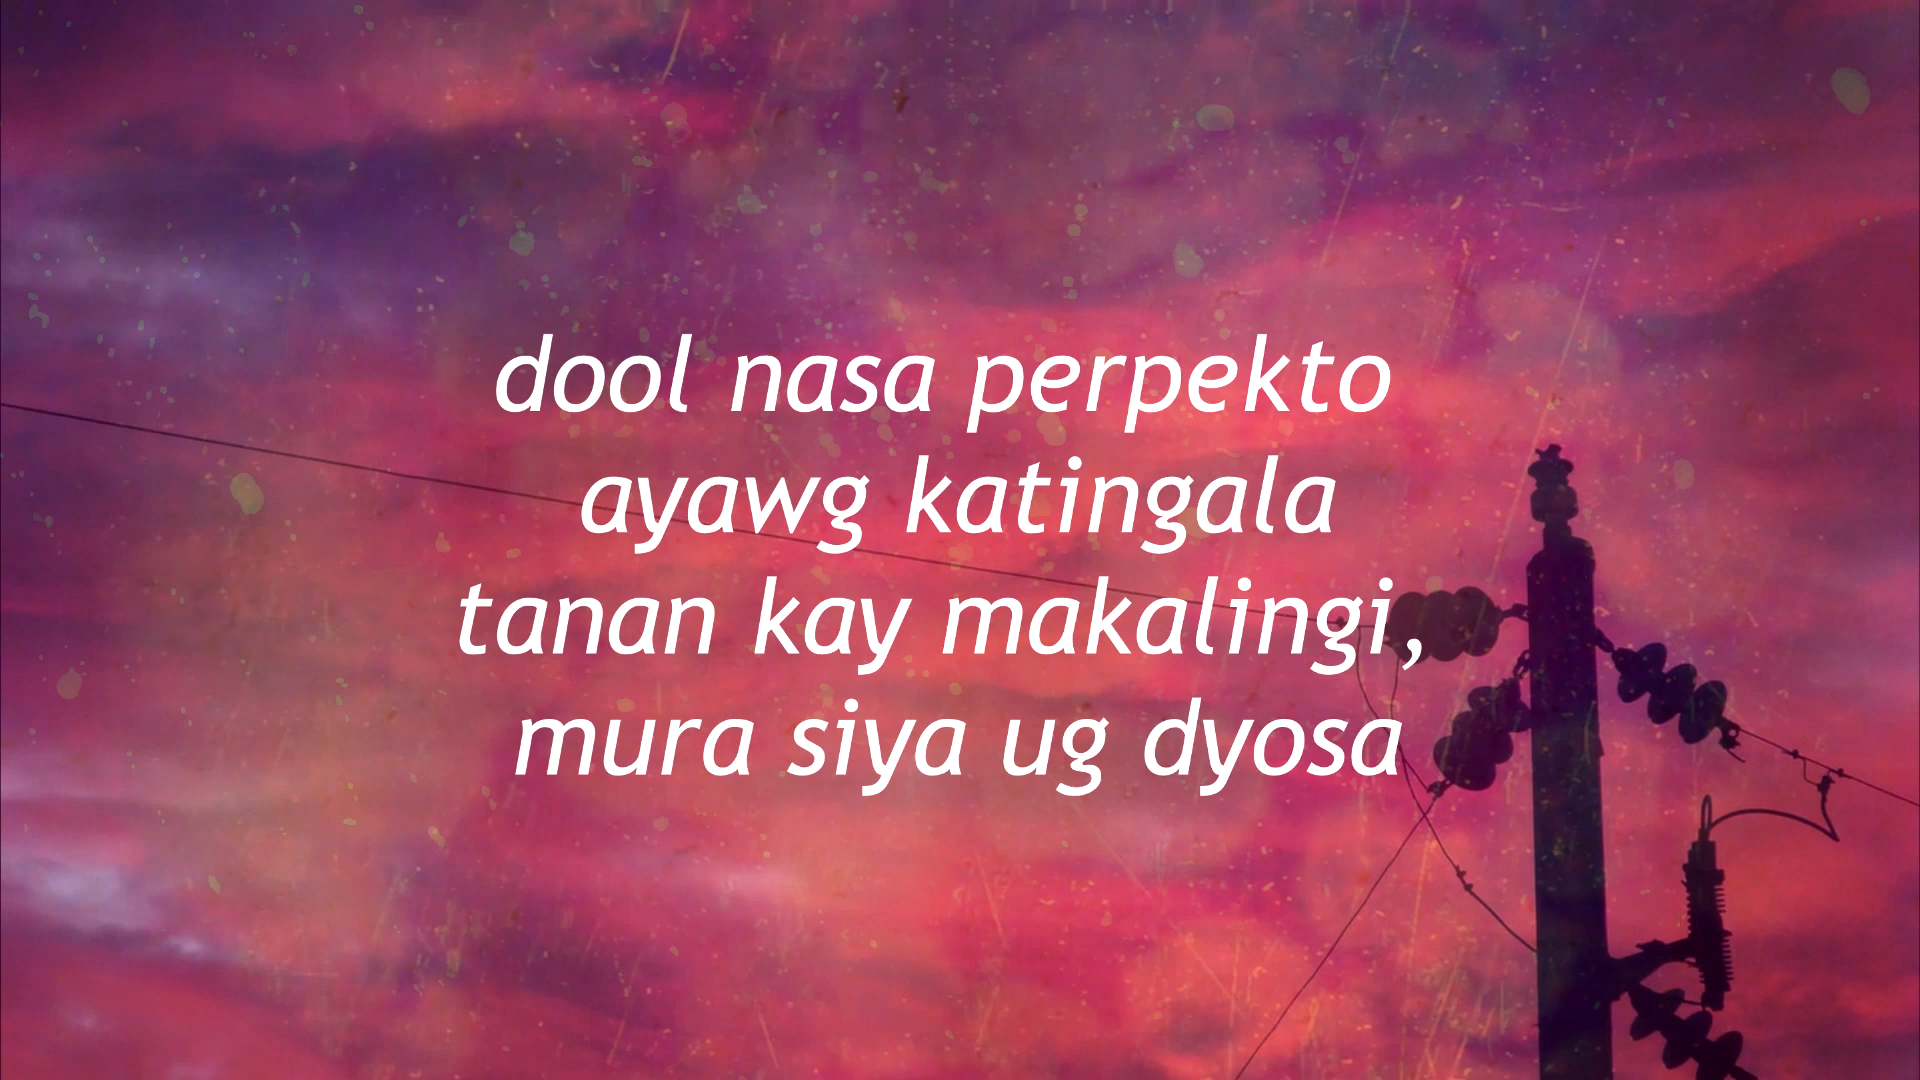 dool nasa perpekto
ayawg katingala
tanan kay makalingi,
mura siya ug dyosa